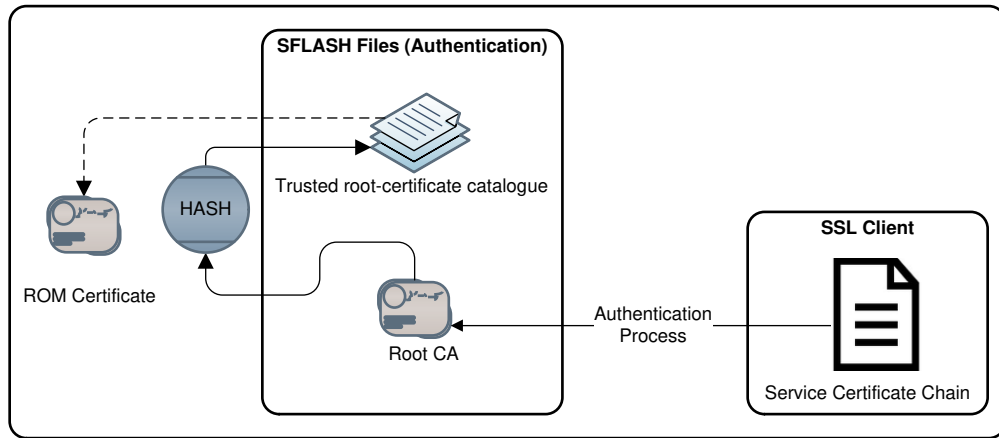 SFLASH Files (Authentication)
Trusted root-certificate catalogue
HASH
ROM Certificate
Root CA
Authentication
Process
SSL Client
Service Certificate Chain